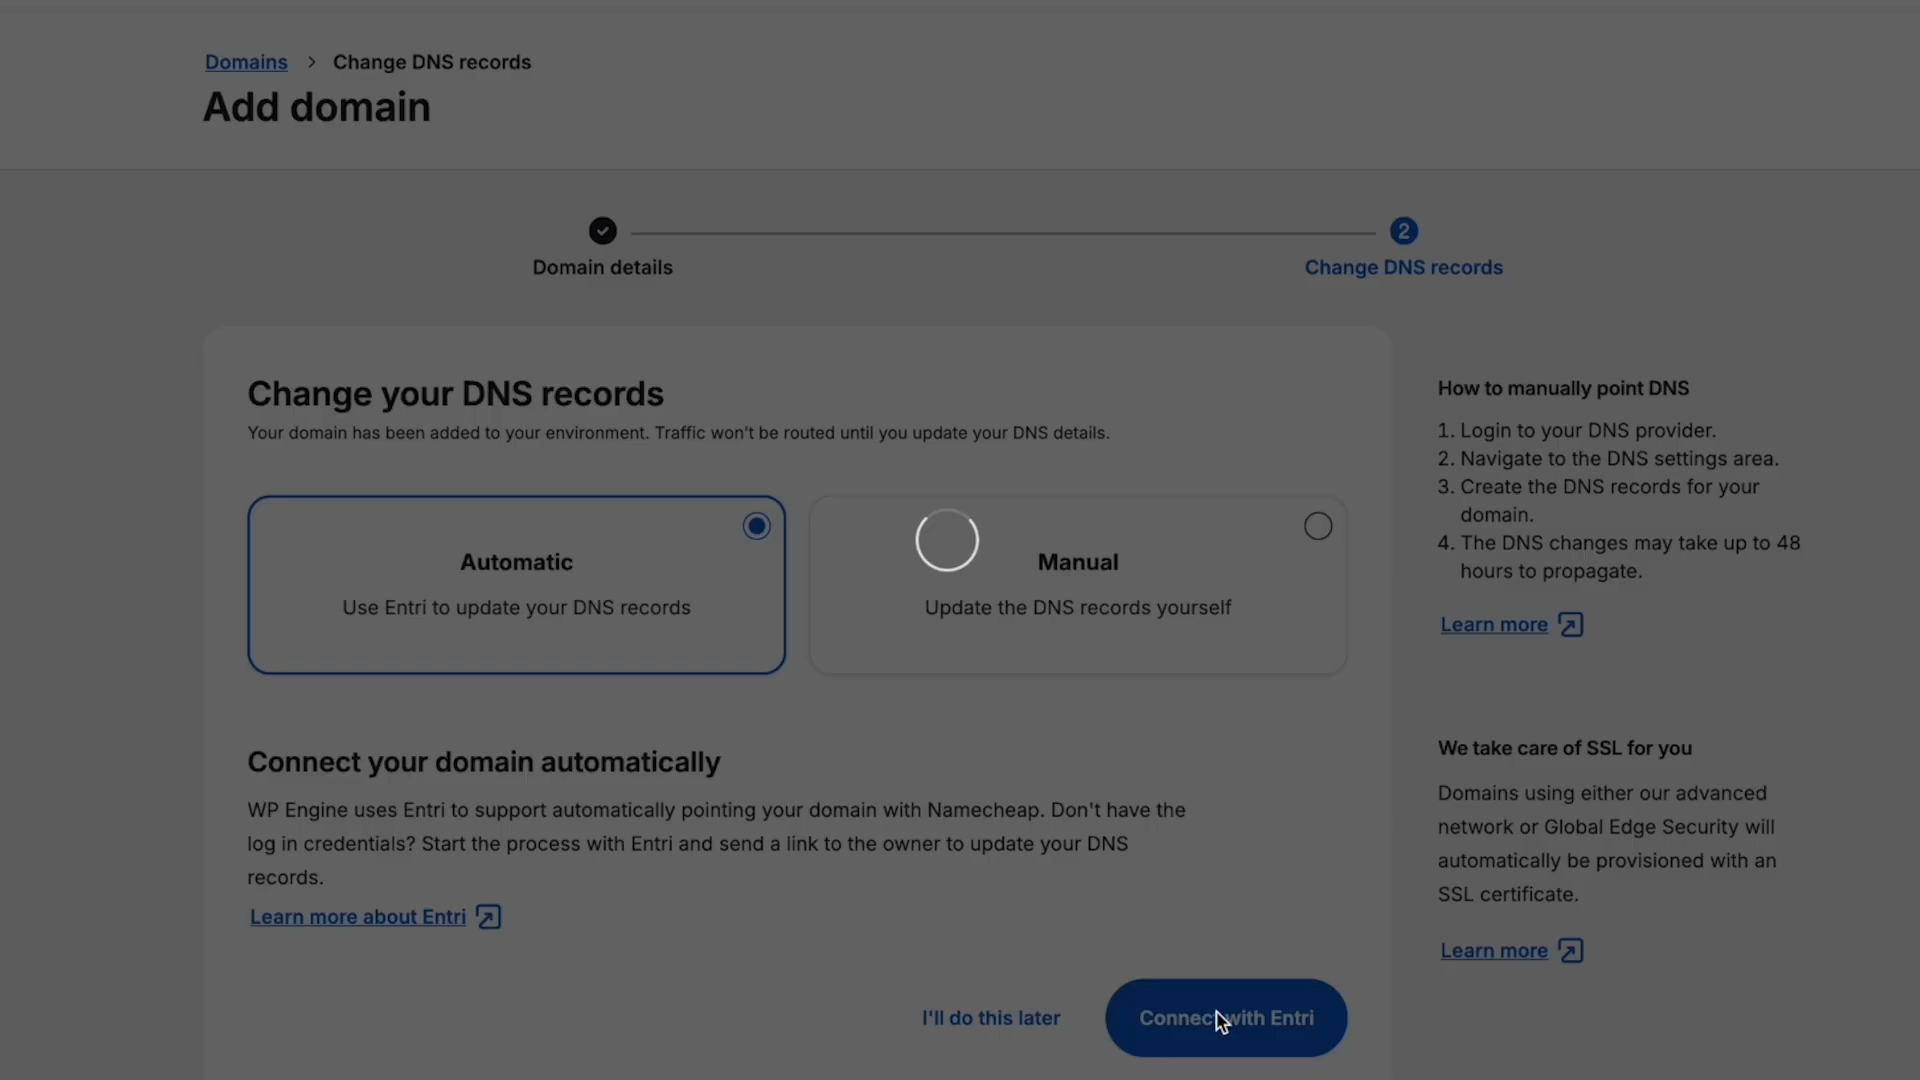 Domains > Change DNS records
Add domain
2
Domain details
Change DNS records
Change your DNS records
Your domain has been added to your environment. Traffic won't be routed until you update your DNS details.
Automatic
Use Entri to update your DNS records
Manual
Update the DNS records yourself
Connect your domain automatically
WP Engine uses Entri to support automatically pointing your domain with Namecheap. Don't have the
log in credentials? Start the process with Entri and send a link to the owner to update your DNS
records.
Learn more about Entri
I'll do this later
Connect with Entri
How to manually point DNS
1. Login to your DNS provider.
2. Navigate to the DNS settings area.
3. Create the DNS records for your
domain.
4. The DNS changes may take up to 48
hours to propagate.
Learn more
We take care of SSL for you
Domains using either our advanced
network or Global Edge Security will
automatically be provisioned with an
SSL certificate.
Learn more